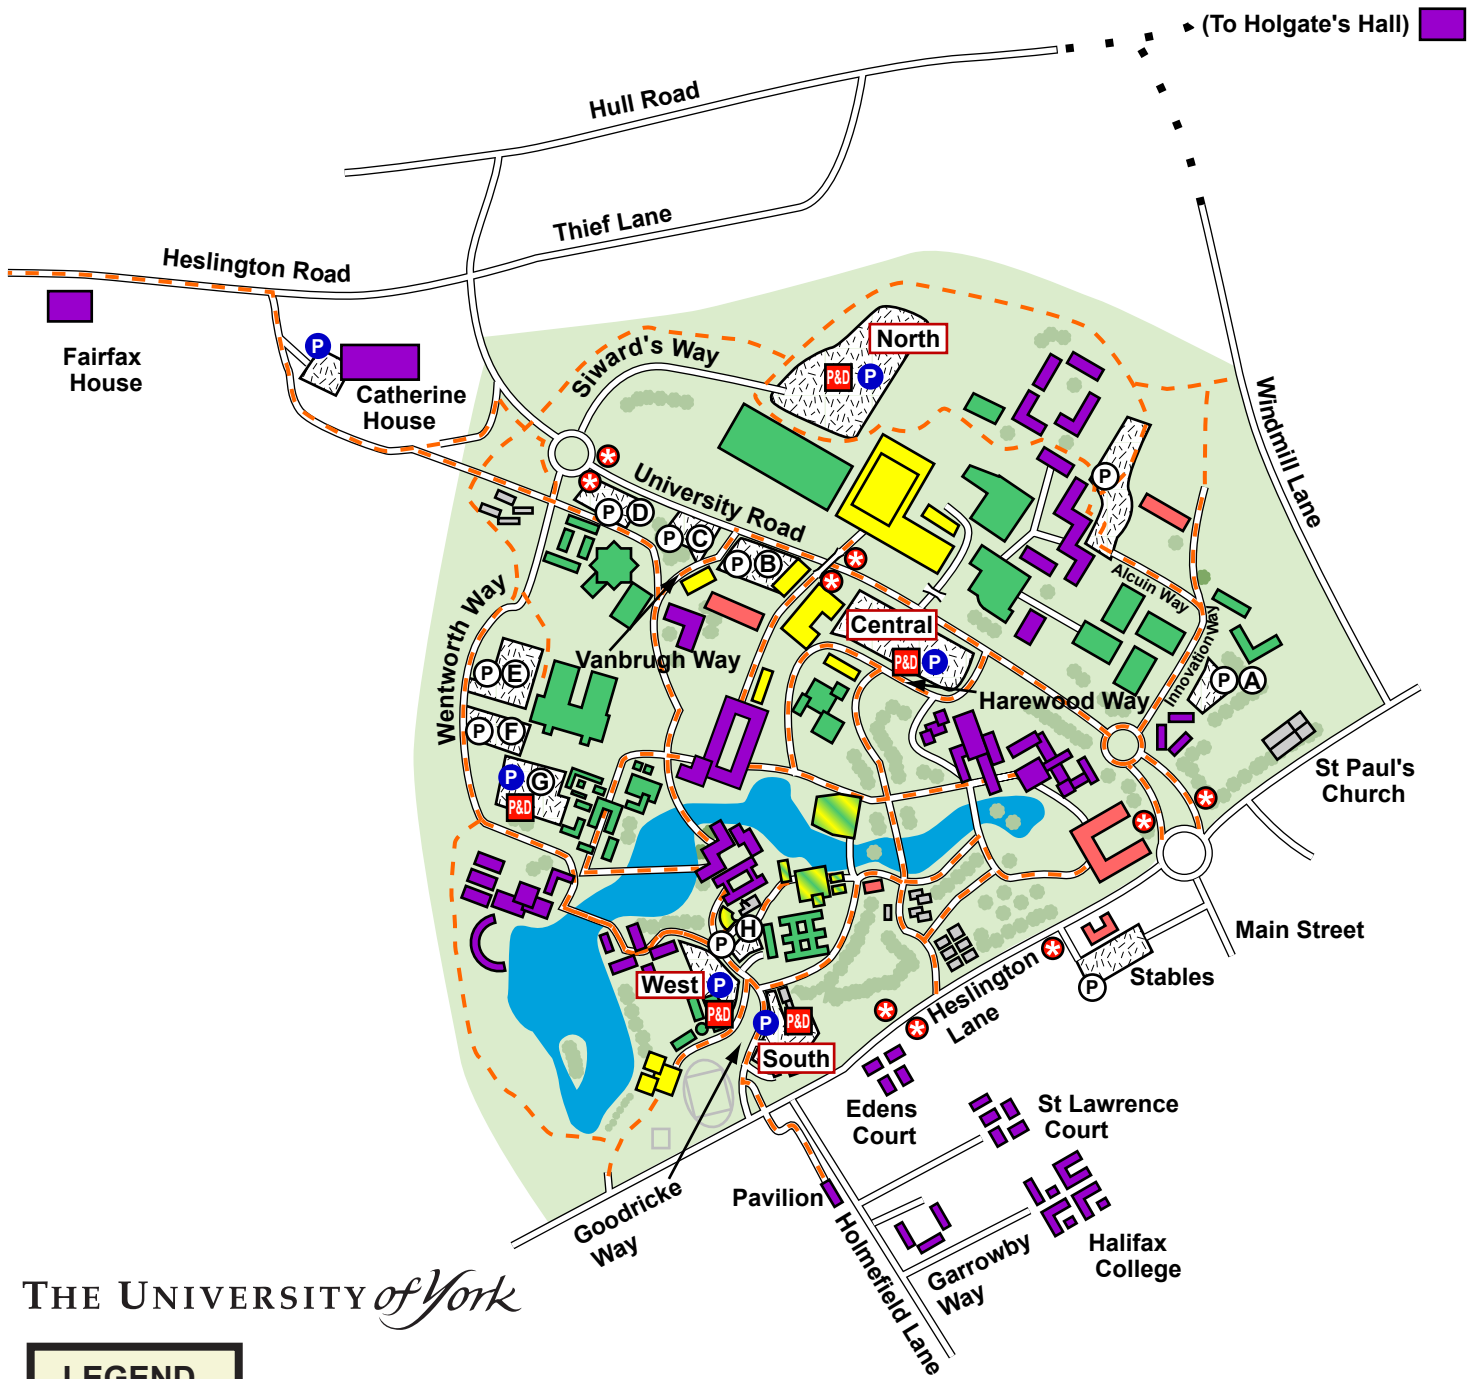 (To Holgate's Hall)
Hull Road
Thief Lane
Heslington Road
Fairfax
House
P
Catherine
House
Siward's Way
North
P&D
P
Windmill Lane
University Road
P
D
P
C
P
B
P
Alcuin Way
Innovation Way
P
A
Wentworth Way
Vanbrugh Way
Central
P&D
P
Harewood Way
P
E
P
F
P
G
P&D
St Paul's
Church
Main Street
Stables
P
H
P
West
P
P&D
P
P&D
South
Heslington
Lane
Edens
Court
St Lawrence
Court
Pavilion
Goodricke
Way
Holmefield Lane
Garrowby
Way
Halifax
College
THE UNIVERSITY of York
LEGEND